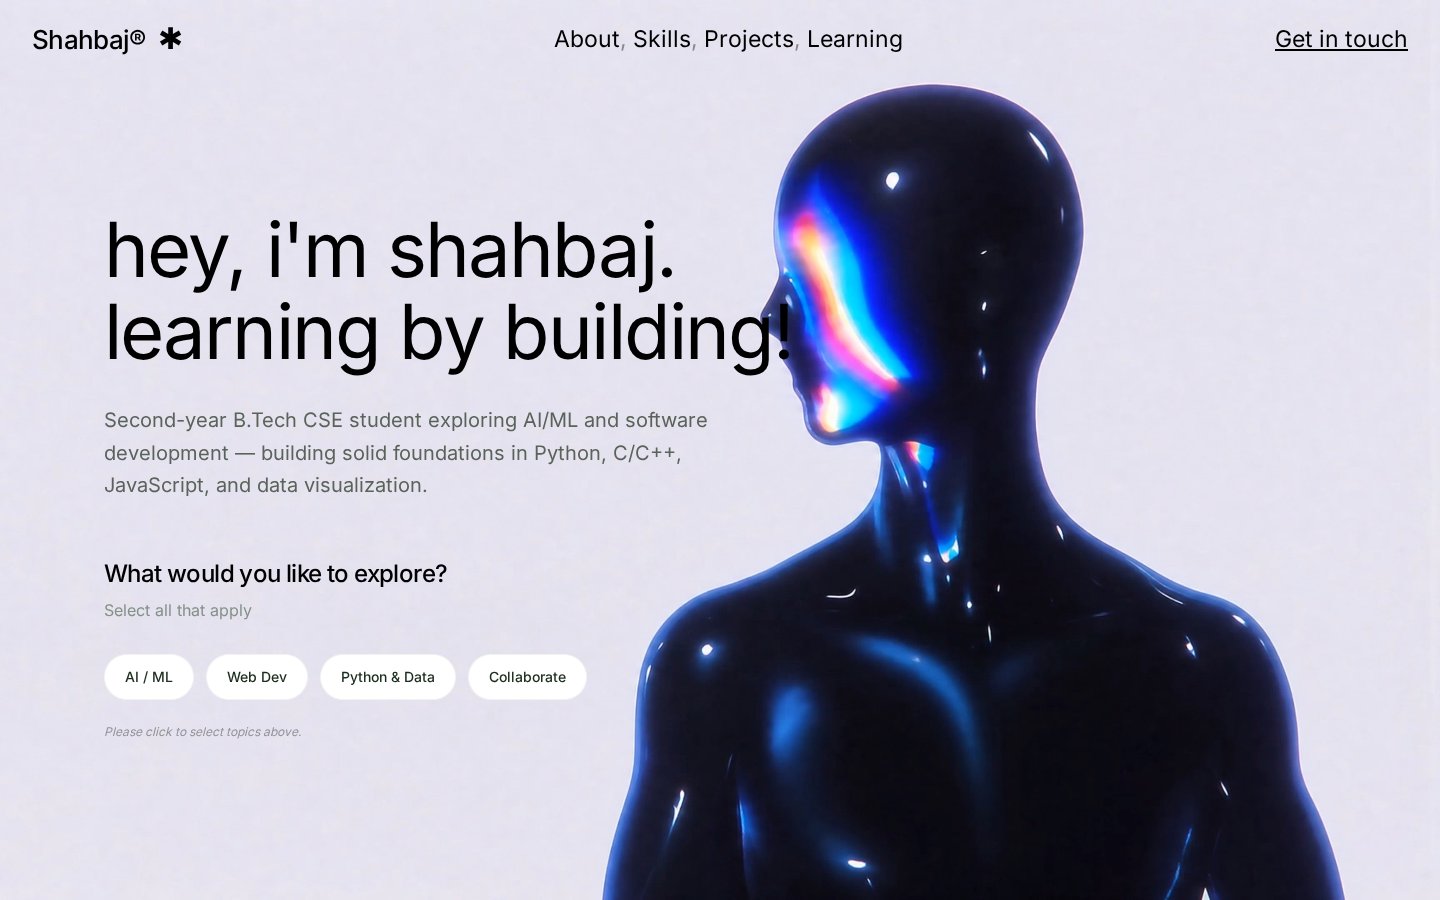 Shahbaj® ✱
About, Skills, Projects, Learning
Get in touch
hey, i'm shahbaj.
learning by building!
Second-year B.Tech CSE student exploring AI/ML and software
development — building solid foundations in Python, C/C++,
JavaScript, and data visualization.
What would you like to explore?
Select all that apply
AI / ML
Web Dev
Python & Data
Collaborate
Please click to select topics above.